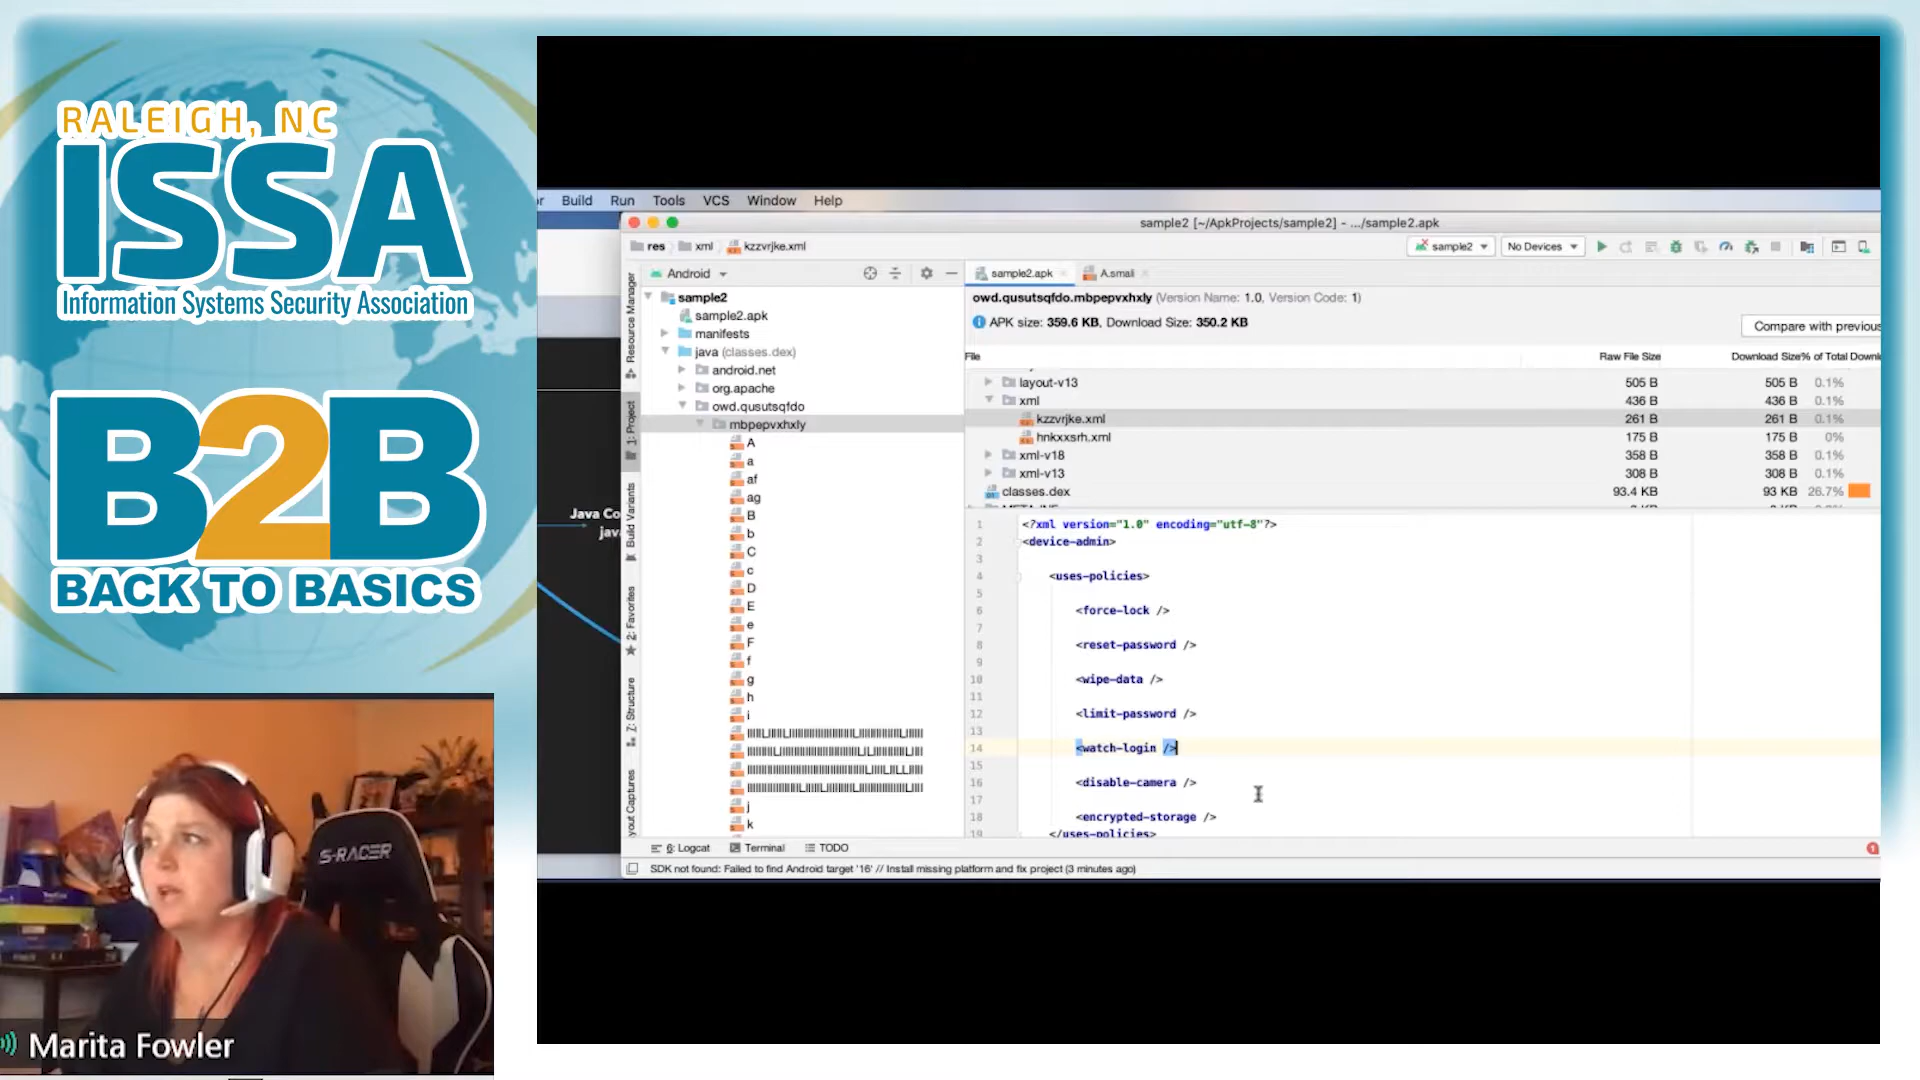 RALEIGH, NC
ISSA
Information Systems Security Association
B2B
BACK TO BASICS
Marita Fowler
Build Run Tools VCS Window Help
sample2 [~/ApkProjects/sample2] - .../sample2.apk
res xml kzzvrjke.xml
sample2 No Devices
Android
sample2.apk A.smali
Resource Manager
1: Project
Build Variants
2: Favorites
7: Structure
yout Captures
sample2
sample2.apk
manifests
java (classes.dex)
android.net
org.apache
owd.qusutsqfdo
mbpepvxhxly
A
a
af
ag
B
b
C
c
D
E
e
F
f
g
h
i
j
k
owd.qusutsqfdo.mbpepvxhxly (Version Name: 1.0, Version Code: 1)
APK size: 359.6 KB, Download Size: 350.2 KB
Compare with previous
File Raw File Size Download Size % of Total Downl
layout-v13 505 B 505 B 0.1%
xml 436 B 436 B 0.1%
kzzvrjke.xml 261 B 261 B 0.1%
hnkxxsrh.xml 175 B 175 B 0%
xml-v18 358 B 358 B 0.1%
xml-v13 308 B 308 B 0.1%
classes.dex 93.4 KB 93 KB 26.7%
1 <?xml version="1.0" encoding="utf-8"?>
2 <device-admin>
3
4 <uses-policies>
5
6 <force-lock />
7
8 <reset-password />
9
10 <wipe-data />
11
12 <limit-password />
13
14 <watch-login />
15
16 <disable-camera />
17
18 <encrypted-storage />
19 </uses-policies>
Java Co
java
6: Logcat Terminal TODO
SDK not found: Failed to find Android target '16' // Install missing platform and fix project (3 minutes ago)
S-RACER